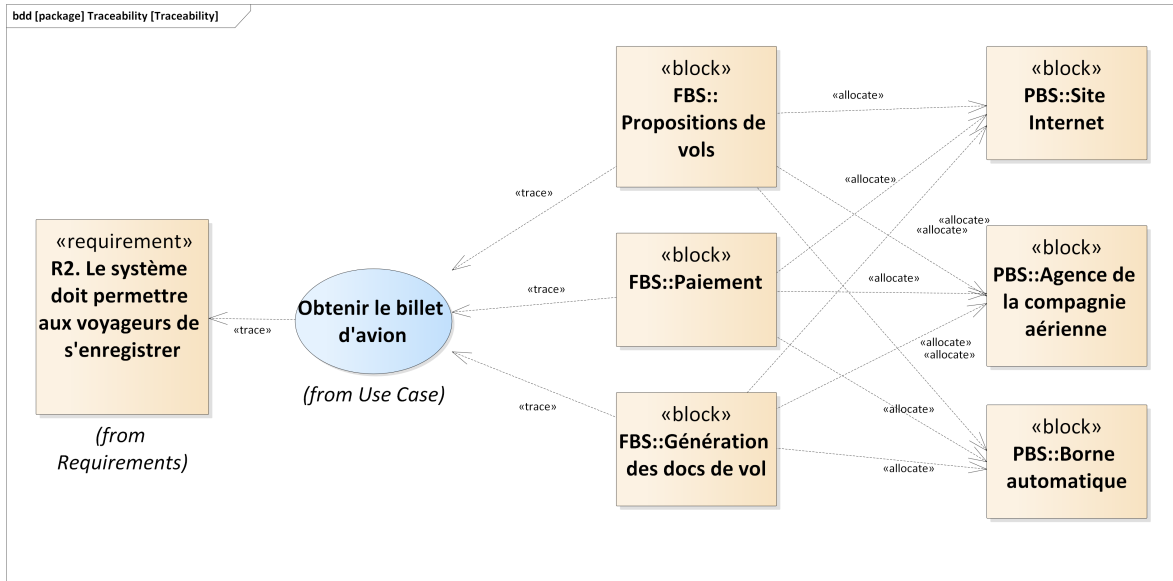 bdd [package] Traceability [Traceability]
«requirement»
R2. Le système
doit permettre
aux voyageurs de
s'enregistrer
(from
Requirements)
«trace»
Obtenir le billet
d'avion
(from Use Case)
«trace»
«trace»
«trace»
«block»
FBS::
Propositions de
vols
«block»
FBS::Paiement
«block»
FBS::Génération
des docs de vol
«allocate»
«allocate»
«allocate»
«allocate»
«allocate»
«allocate»
«allocate»
«allocate»
«allocate»
«block»
PBS::Site
Internet
«block»
PBS::Agence de
la compagnie
aérienne
«block»
PBS::Borne
automatique